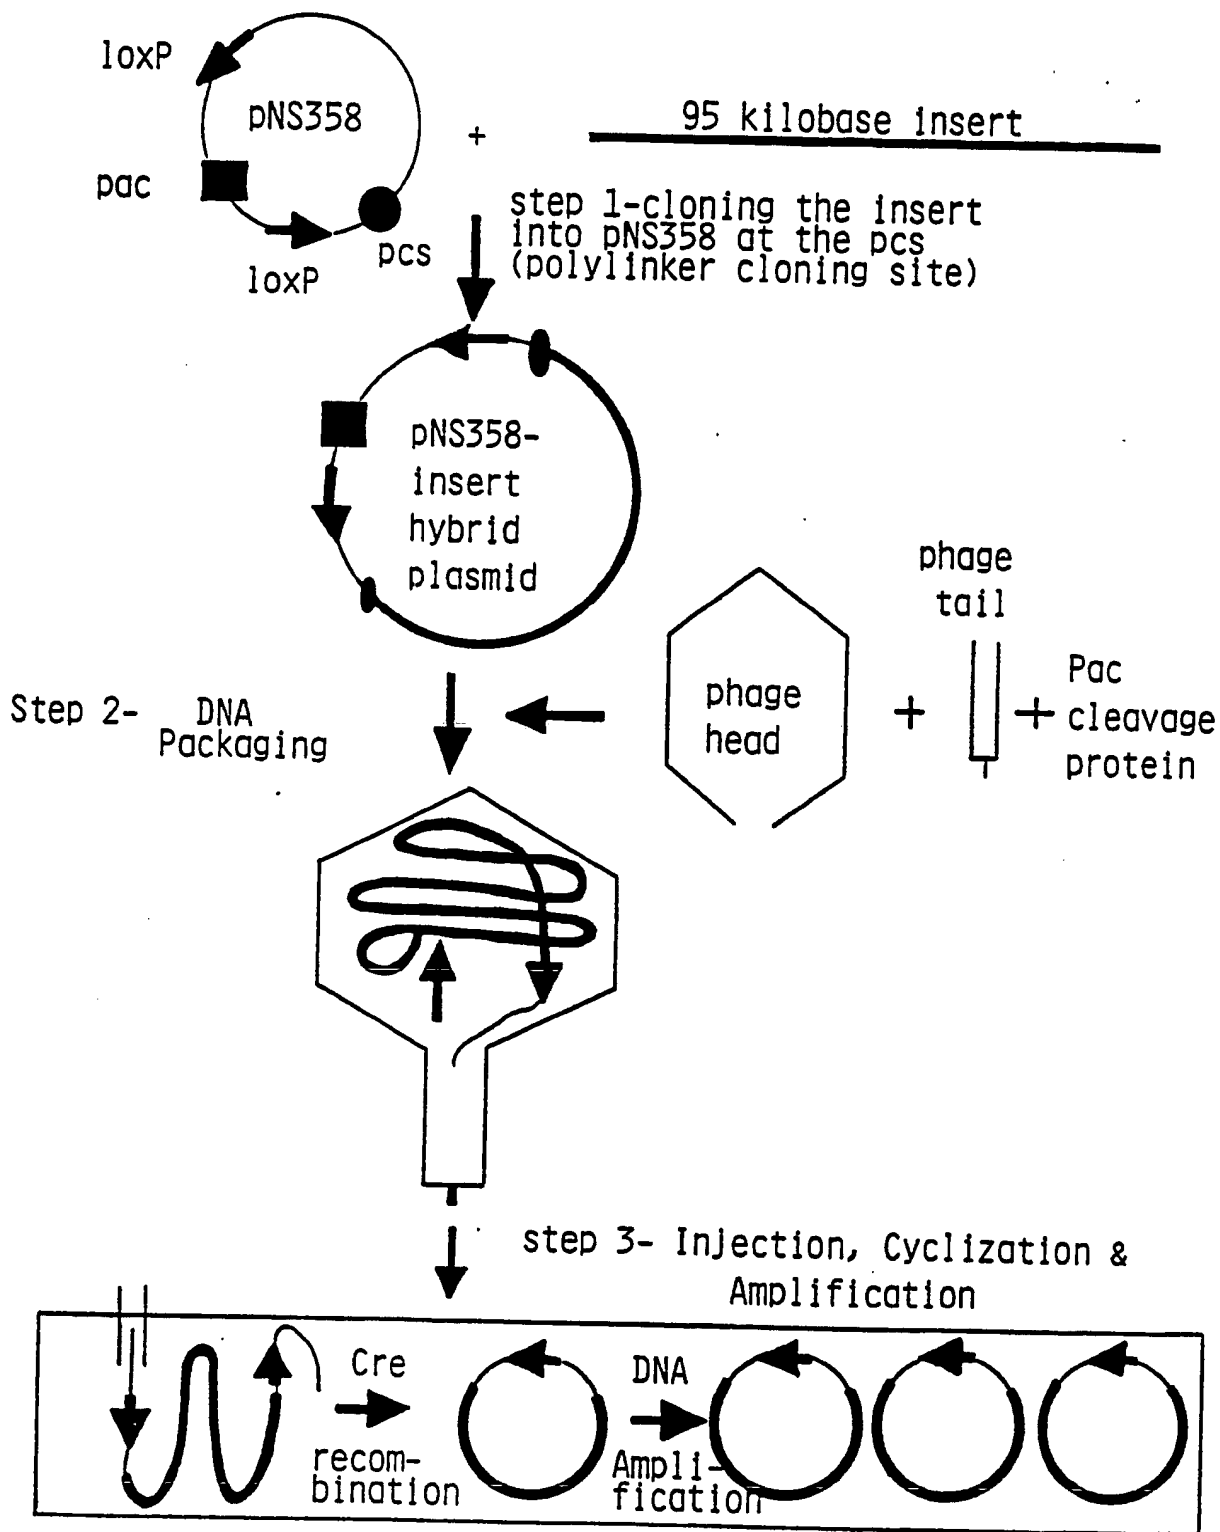 loxP
pNS358
+
95 kilobase insert
pac
pcs
loxP
step 1-cloning the insert
into pNS358 at the pcs
(polylinker cloning site)
pNS358-
insert
hybrid
plasmid
phage
tail
phage
head
+
+
Pac
cleavage
protein
Step 2- DNA
Packaging
step 3- Injection, Cyclization &
Amplification
Cre
recom-
bination
DNA
Ampli-
fication